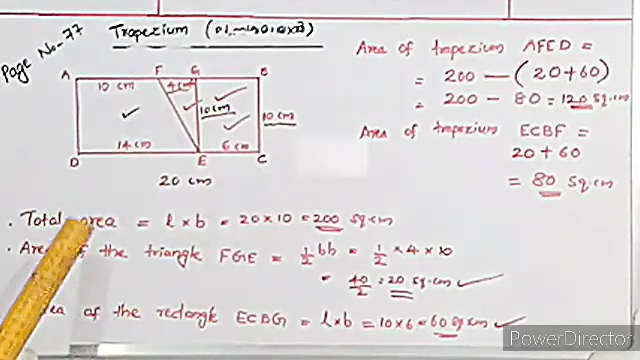 Page No-77
Trapezium
A F G B
10 cm 4 cm
10 cm 10 cm
14 cm 6 cm
D E C
20 cm
Area of trapezium AFED =
= 200 — (20+60)
= 200 - 80 = 120 sq.cm
Area of trapezium ECBF =
20 + 60
= 80 sq.cm
. Total area = l x b = 20 x 10 = 200 sq.cm
. Area of the triangle FGE = 1/2 bh = 1/2 x 4 x 10
= 40/2 = 20 sq.cm
of the rectangle ECBG = l x b = 10 x 6 = 60 sq.cm
PowerDirector